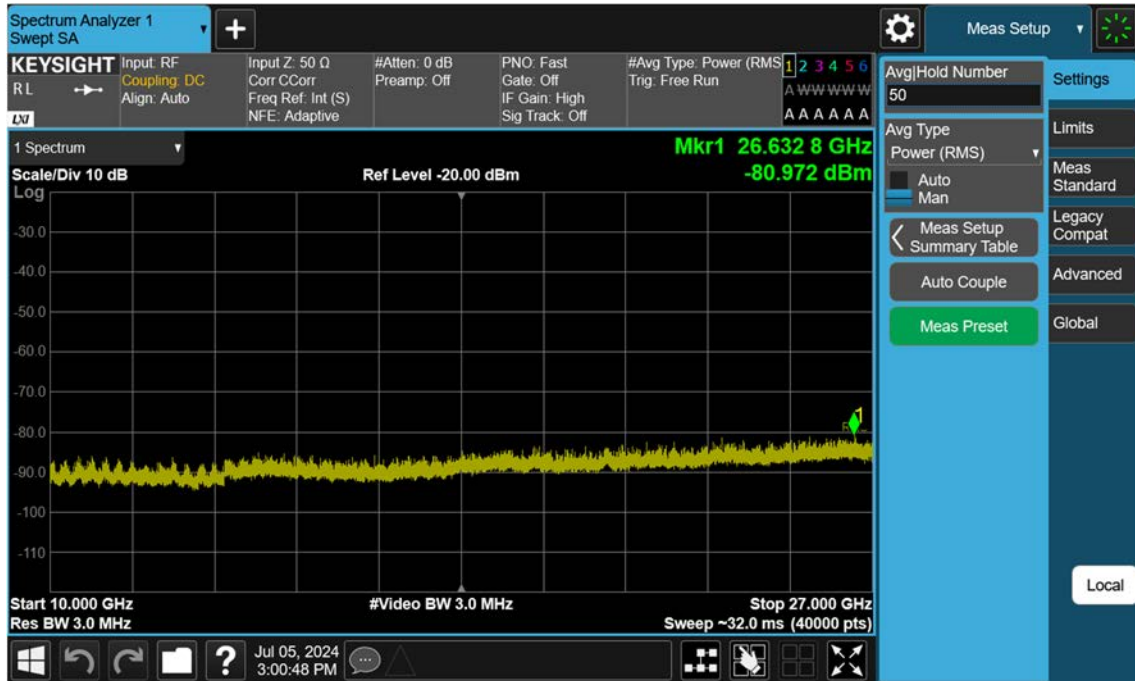 Spectrum Analyzer 1
Swept SA
+
Meas Setup
KEYSIGHT
RL
LXI
Input: RF
Coupling: DC
Align: Auto
Input Z: 50 Ω
Corr CCorr
Freq Ref: Int (S)
NFE: Adaptive
#Atten: 0 dB
Preamp: Off
PNO: Fast
Gate: Off
IF Gain: High
Sig Track: Off
#Avg Type: Power (RMS
Trig: Free Run
1 2 3 4 5 6
A W W W W W
A A A A A A
1 Spectrum
Scale/Div 10 dB
Log
Ref Level -20.00 dBm
Mkr1 26.632 8 GHz
-80.972 dBm
-30.0
-40.0
-50.0
-60.0
-70.0
-80.0
-90.0
-100
-110
1
Start 10.000 GHz
Res BW 3.0 MHz
#Video BW 3.0 MHz
Stop 27.000 GHz
Sweep ~32.0 ms (40000 pts)
Avg|Hold Number
50
Avg Type
Power (RMS)
Auto
Man
Meas Setup
Summary Table
Auto Couple
Meas Preset
Settings
Limits
Meas
Standard
Legacy
Compat
Advanced
Global
Local
?
Jul 05, 2024
3:00:48 PM